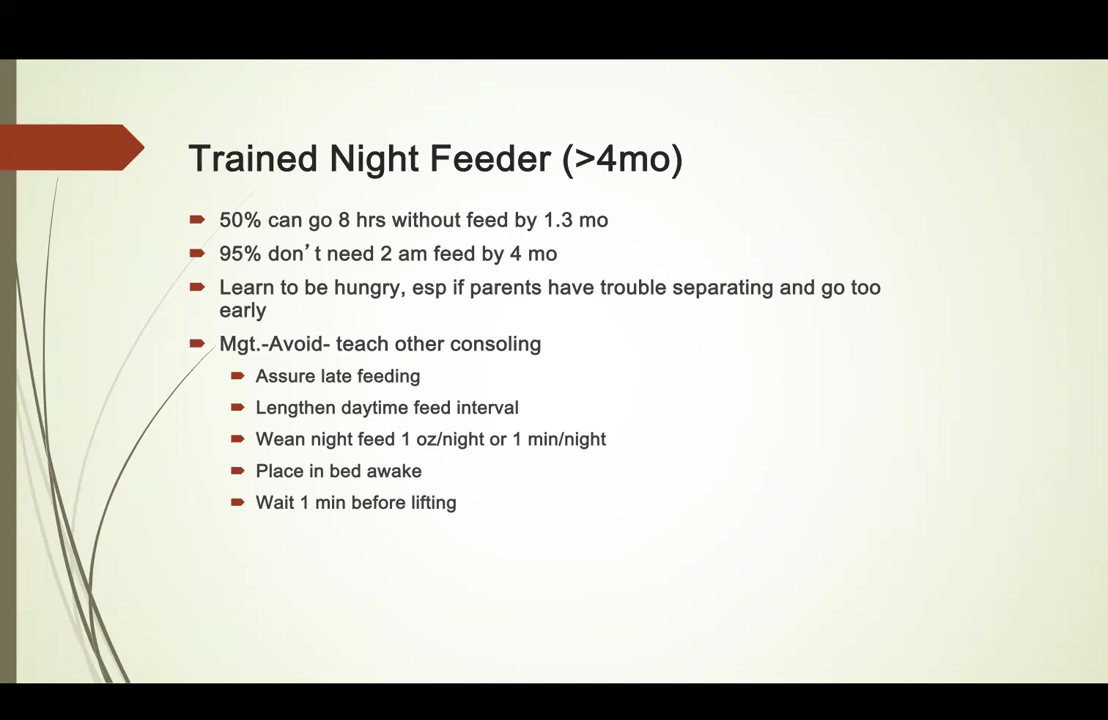 Trained Night Feeder (>4mo)
50% can go 8 hrs without feed by 1.3 mo
95% don’t need 2 am feed by 4 mo
Learn to be hungry, esp if parents have trouble separating and go too
early
Mgt.-Avoid- teach other consoling
Assure late feeding
Lengthen daytime feed interval
Wean night feed 1 oz/night or 1 min/night
Place in bed awake
Wait 1 min before lifting